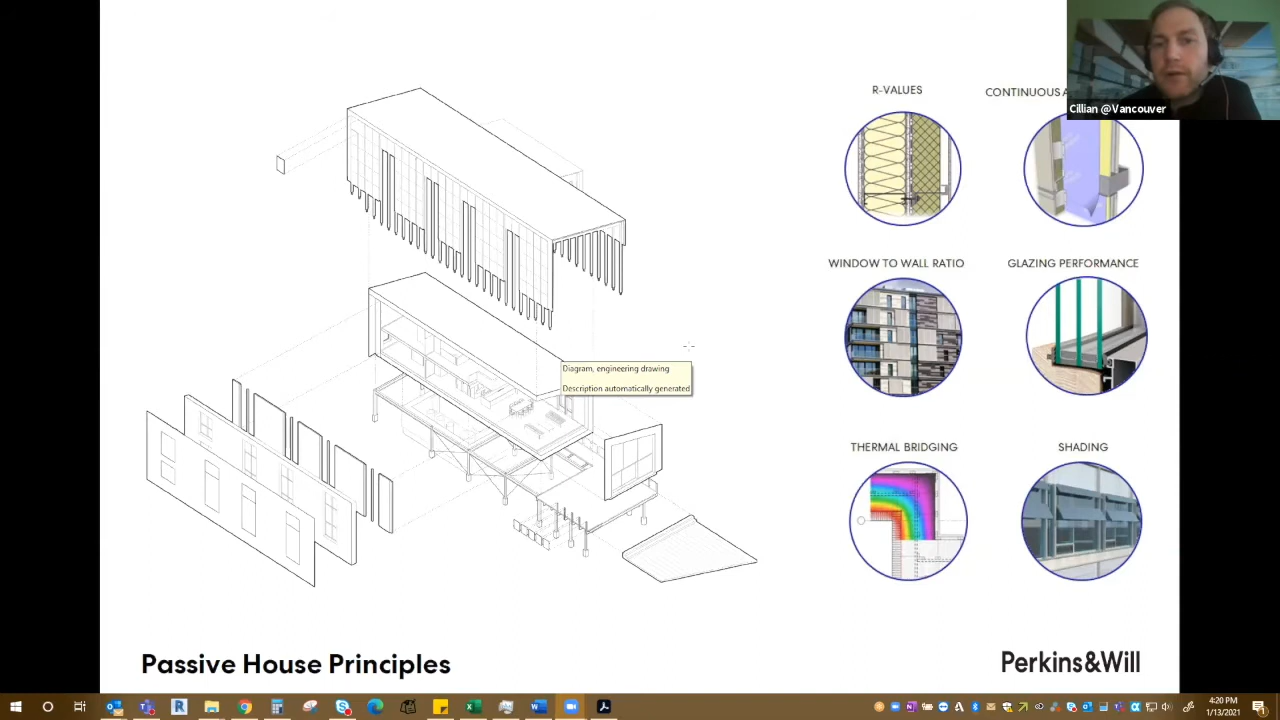 R-VALUES
CONTINUOUS
Cillian @Vancouver
WINDOW TO WALL RATIO
GLAZING PERFORMANCE
Diagram, engineering drawing
Description automatically generated
THERMAL BRIDGING
SHADING
Passive House Principles
Perkins&Will
4:20 PM
1/13/2021